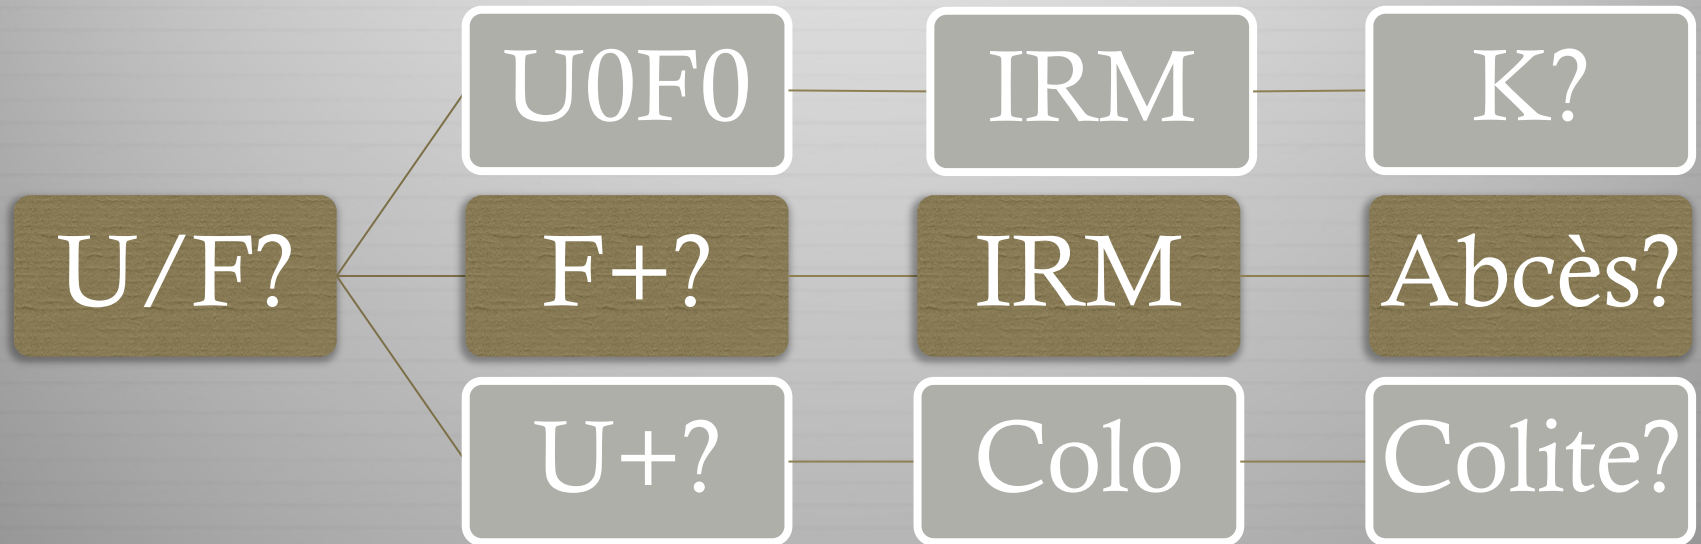 U0F0
IRM
K?
U/F?
F+?
IRM
Abcès?
U+?
Colo
Colite?